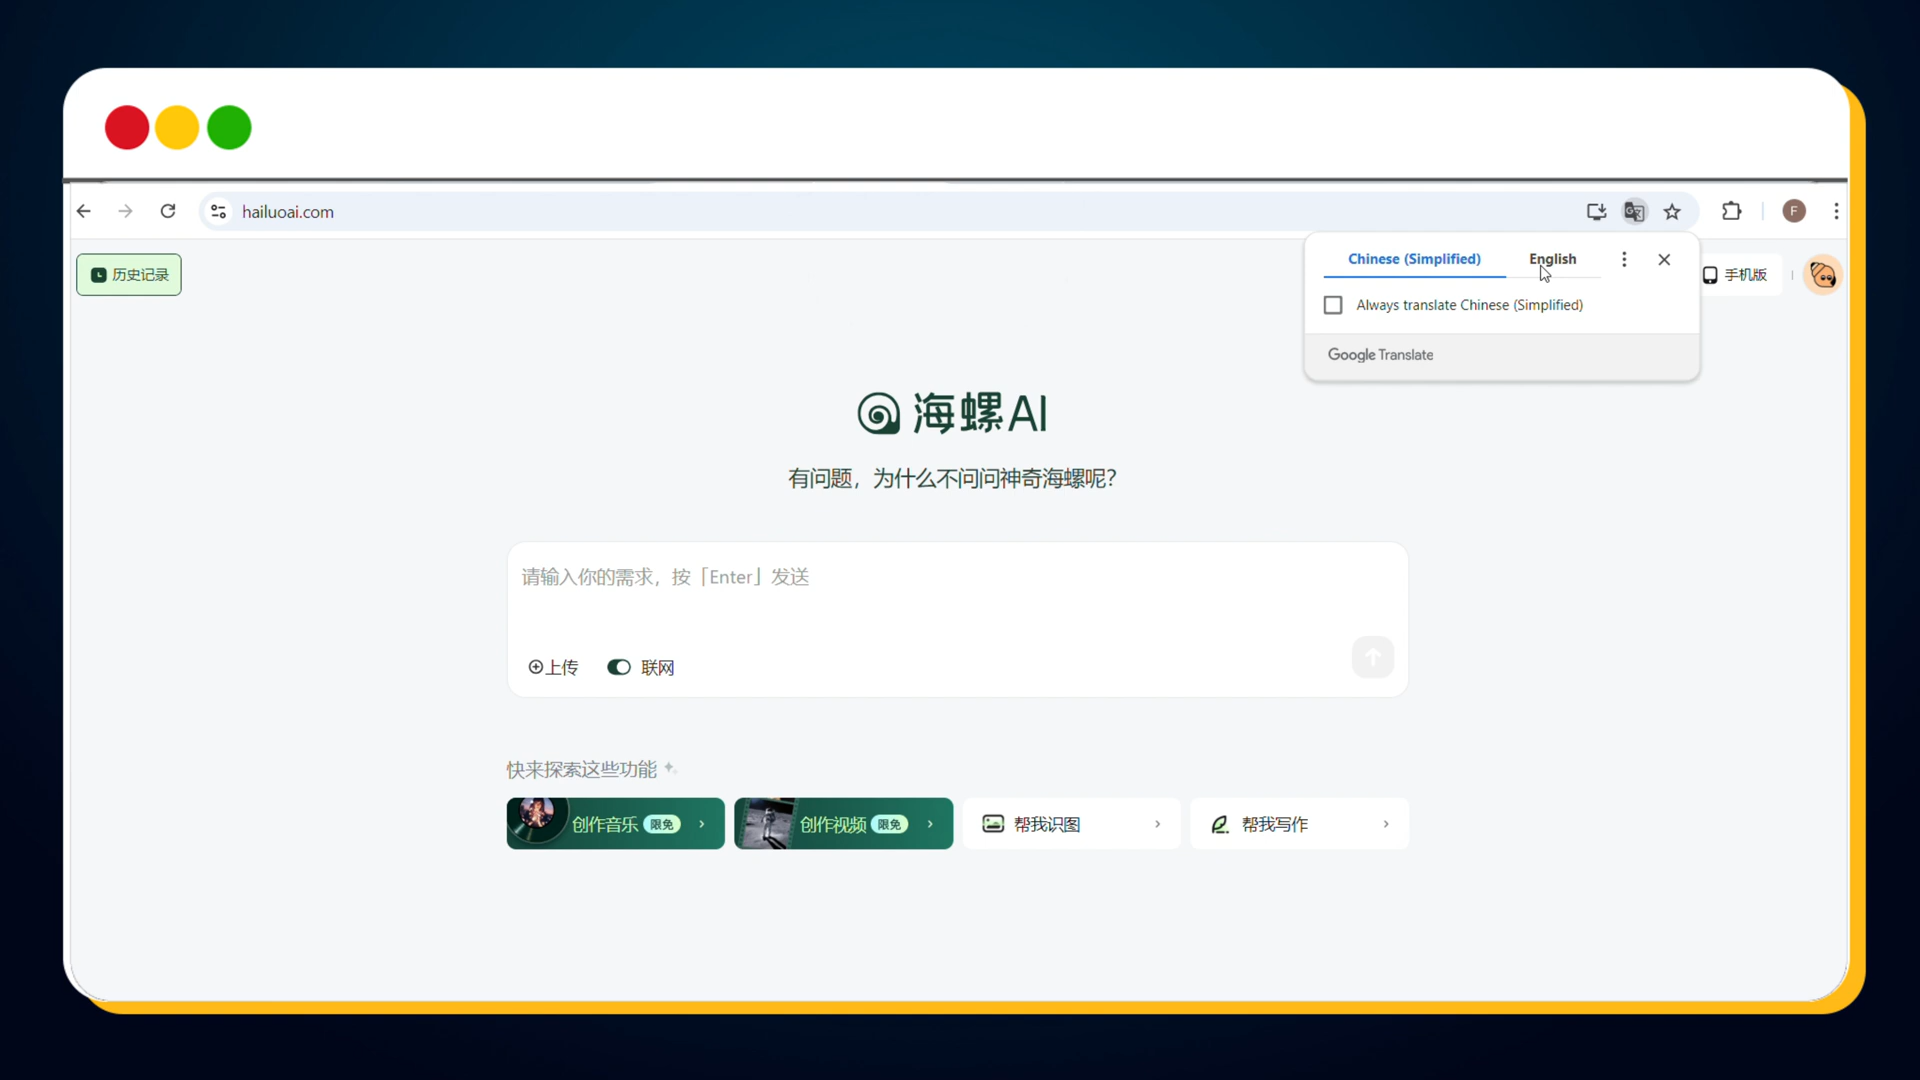 hailuoai.com
F
Chinese (Simplified)
English
Always translate Chinese (Simplified)
Google Translate
历史记录
手机版
海螺AI
有问题，为什么不问问神奇海螺呢？
请输入你的需求，按「Enter」发送
上传
联网
快来探索这些功能
创作音乐 限免
创作视频 限免
帮我识图
帮我写作